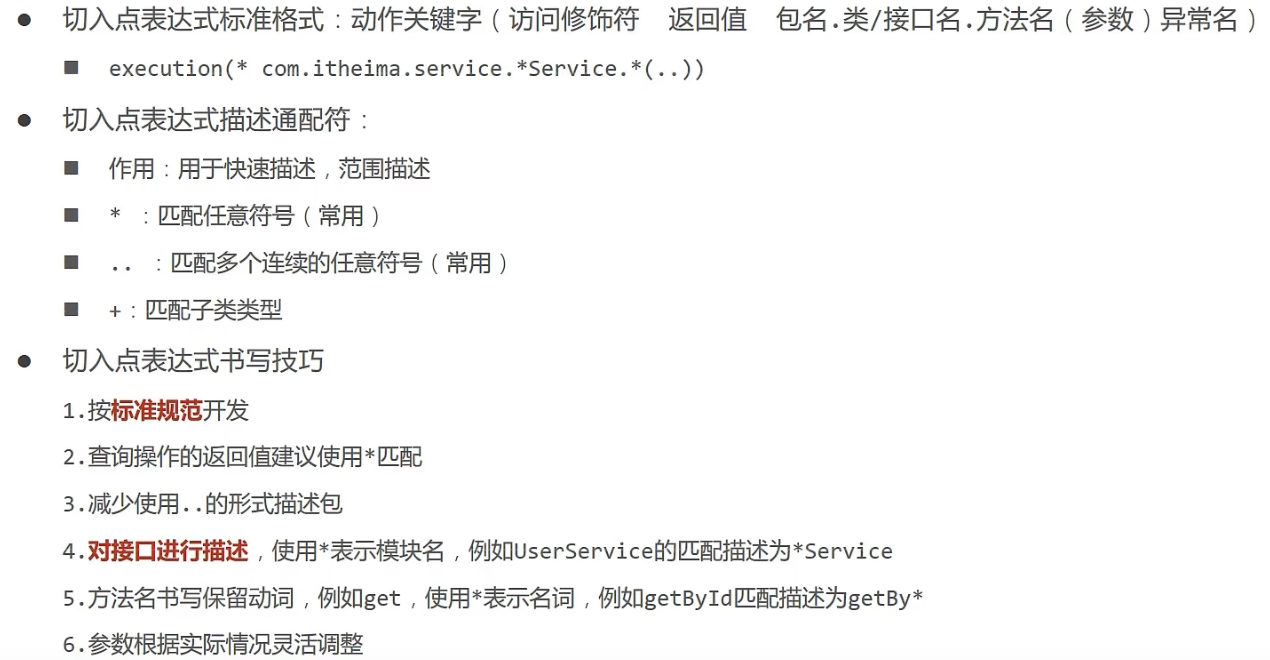 ● 切入点表达式标准格式：动作关键字（访问修饰符  返回值  包名.类/接口名.方法名（参数）异常名）
■ execution(* com.itheima.service.*Service.*(..))
● 切入点表达式描述通配符：
■ 作用：用于快速描述，范围描述
■ * ：匹配任意符号（常用）
■ .. ：匹配多个连续的任意符号（常用）
■ +：匹配子类类型
● 切入点表达式书写技巧
1.按标准规范开发
2.查询操作的返回值建议使用*匹配
3.减少使用..的形式描述包
4.对接口进行描述，使用*表示模块名，例如UserService的匹配描述为*Service
5.方法名书写保留动词，例如get，使用*表示名词，例如getById匹配描述为getBy*
6.参数根据实际情况灵活调整